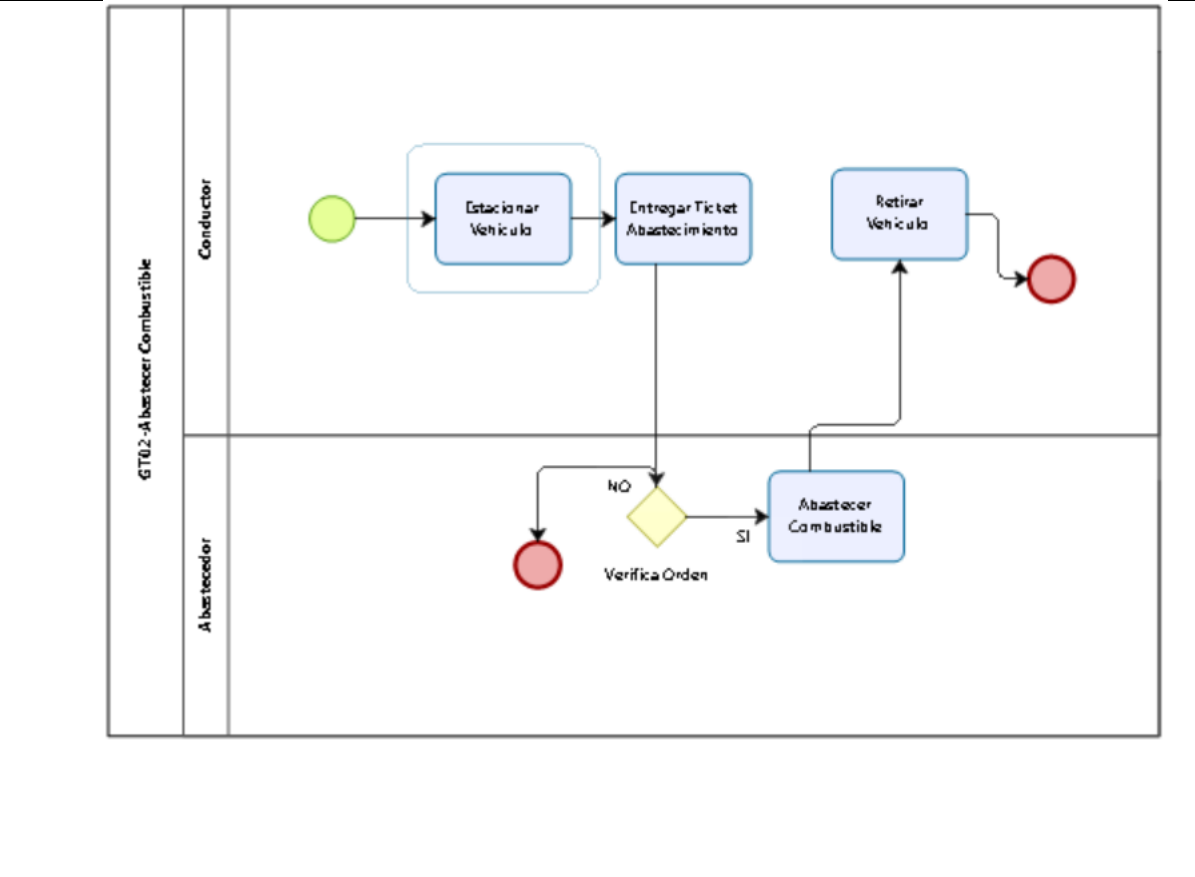 GT02-Abastecer Combustible
Conductor
Estacionar
Vehiculo
Entregar Ticket
Abastecimiento
Retirar
Vehiculo
Abastecedor
NO
SI
Verifica Orden
Abastecer
Combustible